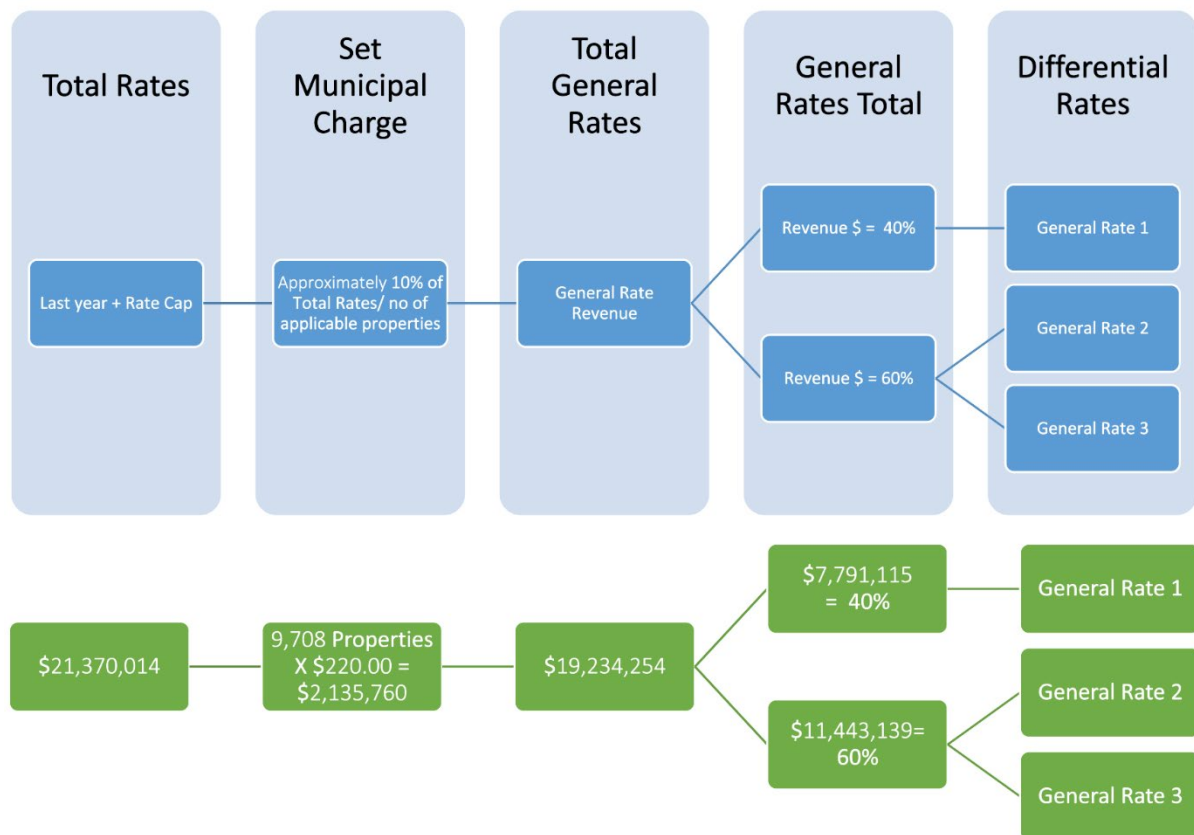 Total Rates
Set
Municipal
Charge
Total
General
Rates
General
Rates Total
Differential
Rates
Last year + Rate Cap
Approximately 10% of
Total Rates/ no of
applicable properties
General Rate
Revenue
Revenue $ =  40%
Revenue $ = 60%
General Rate 1
General Rate 2
General Rate 3
$21,370,014
9,708 Properties
X $220.00 =
$2,135,760
$19,234,254
$7,791,115
=  40%
$11,443,139=
60%
General Rate 1
General Rate 2
General Rate 3